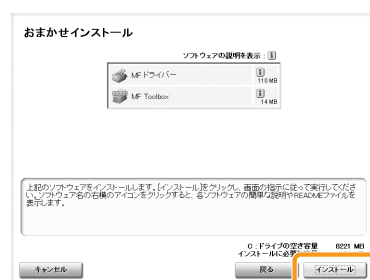 おまかせインストール
ソフトウェアの説明を表示：i
MF ドライバー
i
110 MB
MF Toolbox
i
14 MB
上記のソフトウェアをインストールします。[インストール]をクリックし、画面の指示に従って実行してくださ
い。ソフトウェア名の右横のアイコンをクリックすると、各ソフトウェアの簡単な説明やREADMEファイルを
表示します。
C：ドライブの空き容量 8221 MB
インストールに必要
キャンセル
戻る
インストール